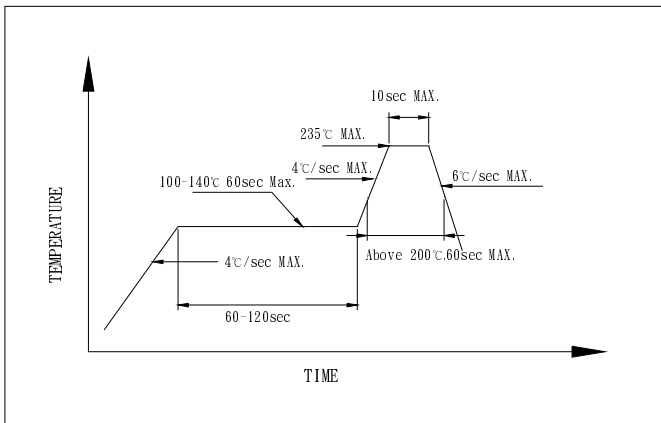 10sec MAX.
235℃ MAX.
4℃/sec MAX.
6℃/sec MAX.
100-140℃ 60sec Max.
Above 200℃.60sec MAX.
4℃/sec MAX.
60-120sec
TEMPERATURE
TIME